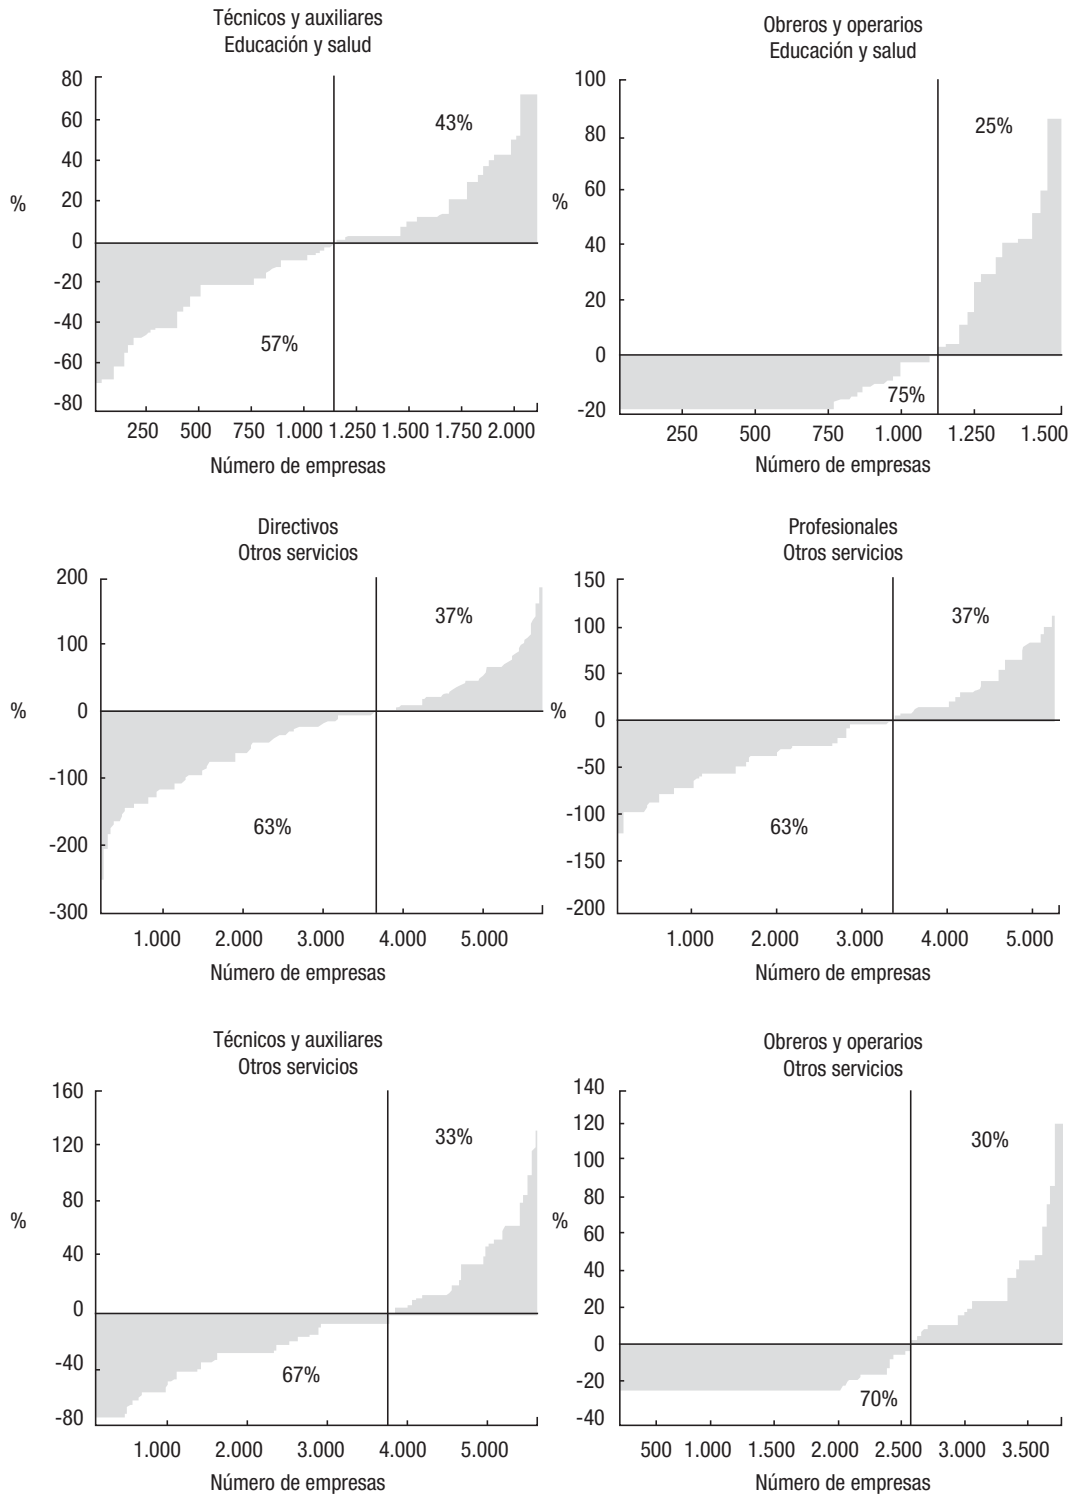 Técnicos y auxiliares
Educación y salud
80
60
40
20
0
-20
-40
-60
-80
%
43%
57%
250 500 750 1.000 1.250 1.500 1.750 2.000
Número de empresas
Obreros y operarios
Educación y salud
100
80
60
40
20
0
-20
%
25%
75%
250 500 750 1.000 1.250 1.500
Número de empresas
Directivos
Otros servicios
200
100
0
-100
-200
-300
%
37%
63%
1.000 2.000 3.000 4.000 5.000
Número de empresas
Profesionales
Otros servicios
150
100
50
0
-50
-100
-150
-200
%
37%
63%
1.000 2.000 3.000 4.000 5.000
Número de empresas
Técnicos y auxiliares
Otros servicios
160
120
80
40
0
-40
-80
%
33%
67%
1.000 2.000 3.000 4.000 5.000
Número de empresas
Obreros y operarios
Otros servicios
140
120
100
80
60
40
20
0
-20
-40
%
30%
70%
500 1.000 1.500 2.000 2.500 3.000 3.500
Número de empresas